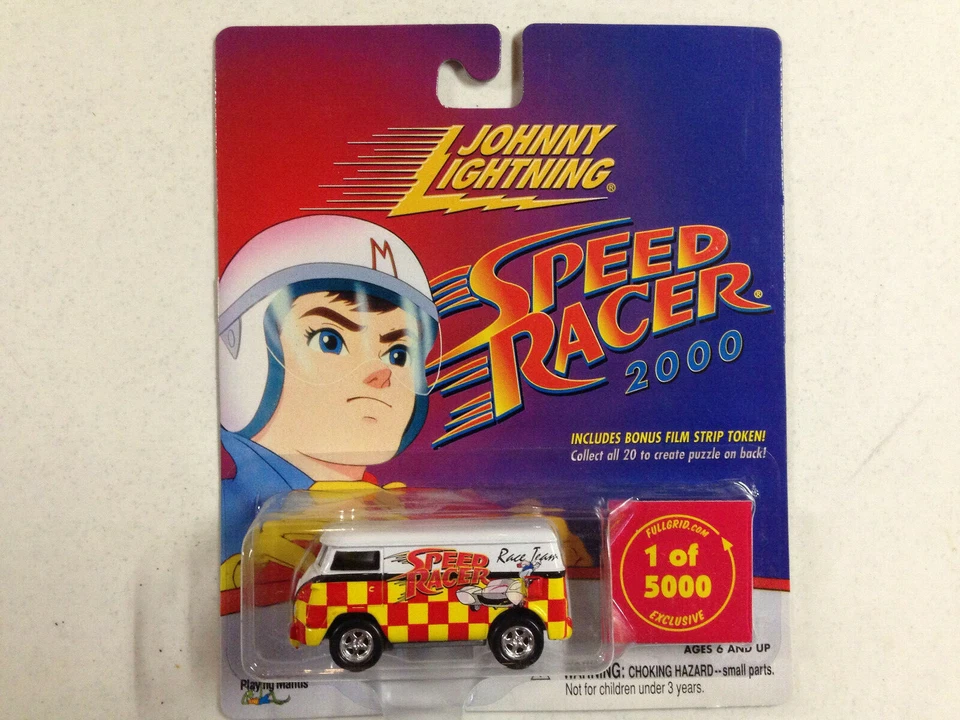 JOHNNY
LIGHTNING®
M
SPEED
RACER®
2000
INCLUDES BONUS FILM STRIP TOKEN!
Collect all 20 to create puzzle on back!
SPEED
RACER
Race Team
FULLGRID.COM
1 of
5000
EXCLUSIVE
AGES 6 AND UP
WARNING: CHOKING HAZARD--small parts.
Not for children under 3 years.
Playing Mantis